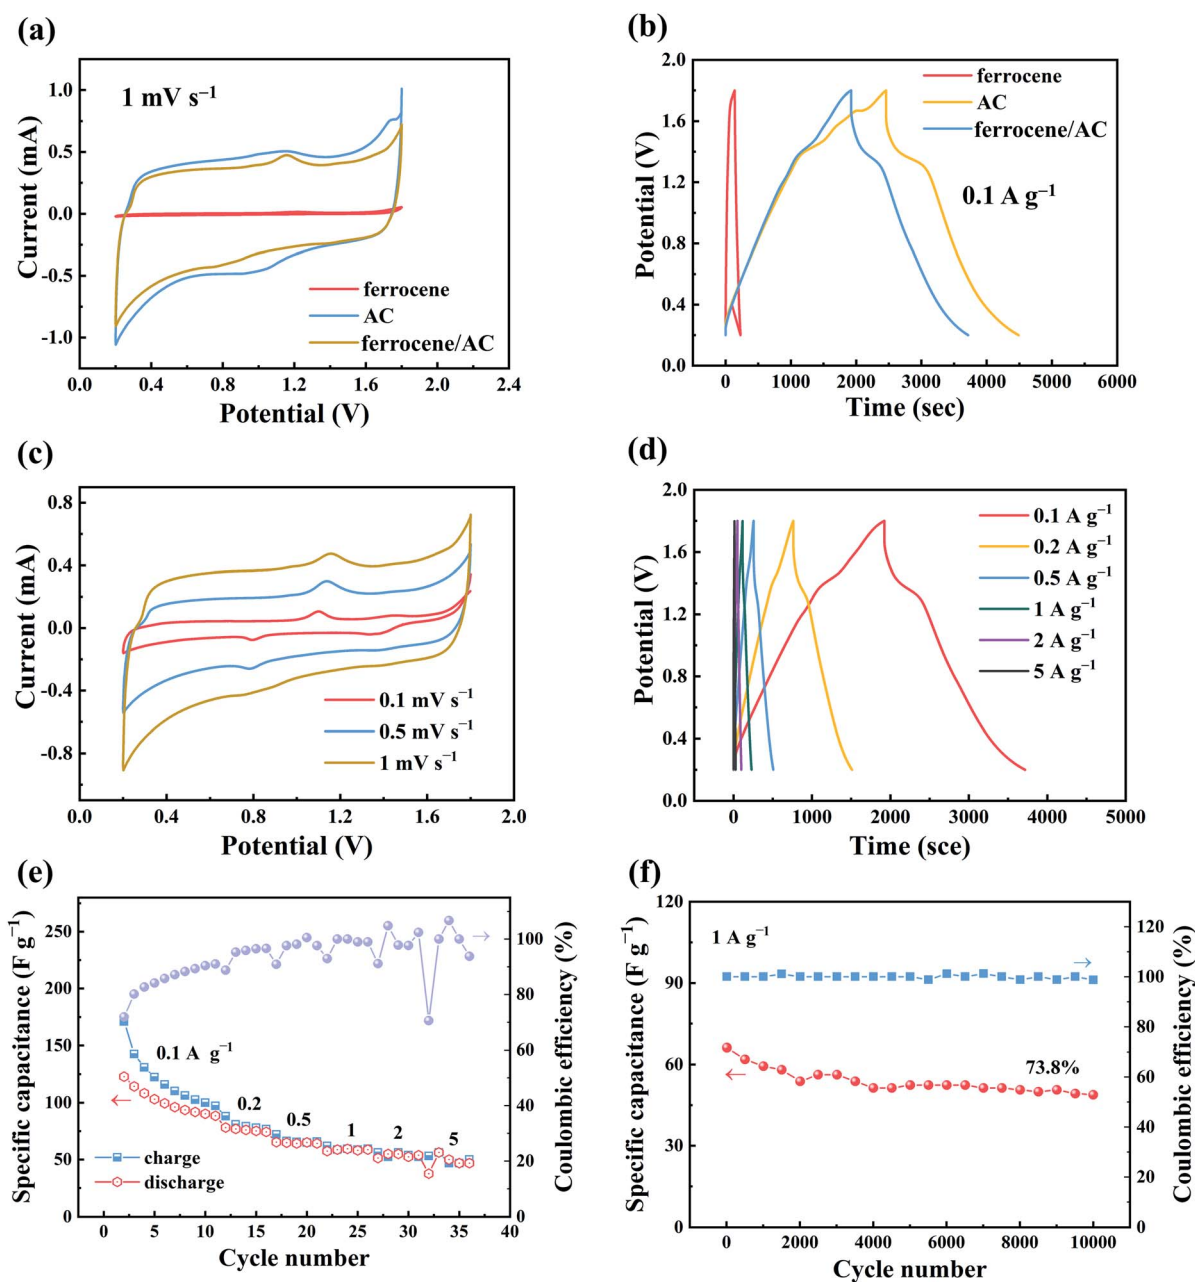 (a)
1 mV s⁻¹
Current (mA)
1.0
0.5
0.0
-0.5
-1.0
ferrocene
AC
ferrocene/AC
0.0 0.4 0.8 1.2 1.6 2.0 2.4
Potential (V)
(b)
Potential (V)
2.0
1.6
1.2
0.8
0.4
0.0
ferrocene
AC
ferrocene/AC
0.1 A g⁻¹
0 1000 2000 3000 4000 5000 6000
Time (sec)
(c)
Current (mA)
0.8
0.4
0.0
-0.4
-0.8
0.1 mV s⁻¹
0.5 mV s⁻¹
1 mV s⁻¹
0.0 0.4 0.8 1.2 1.6 2.0
Potential (V)
(d)
Potential (V)
2.0
1.6
1.2
0.8
0.4
0.0
0.1 A g⁻¹
0.2 A g⁻¹
0.5 A g⁻¹
1 A g⁻¹
2 A g⁻¹
5 A g⁻¹
0 1000 2000 3000 4000 5000
Time (sce)
(e)
Specific capacitance (F g⁻¹)
250
200
150
100
50
0
0.1 A g⁻¹
0.2
0.5
1
2
5
charge
discharge
100
80
60
40
20
0
Coulombic efficiency (%)
0 5 10 15 20 25 30 35 40
Cycle number
(f)
Specific capacitance (F g⁻¹)
120
90
60
30
0
1 A g⁻¹
73.8%
120
100
80
60
40
20
0
Coulombic efficiency (%)
0 2000 4000 6000 8000 10000
Cycle number